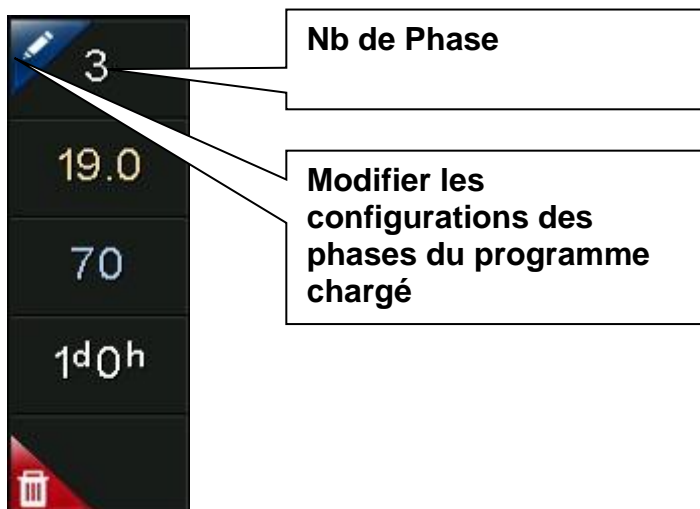 3
Nb de Phase
19.0
Modifier les
configurations des
phases du programme
chargé
70
1d0h